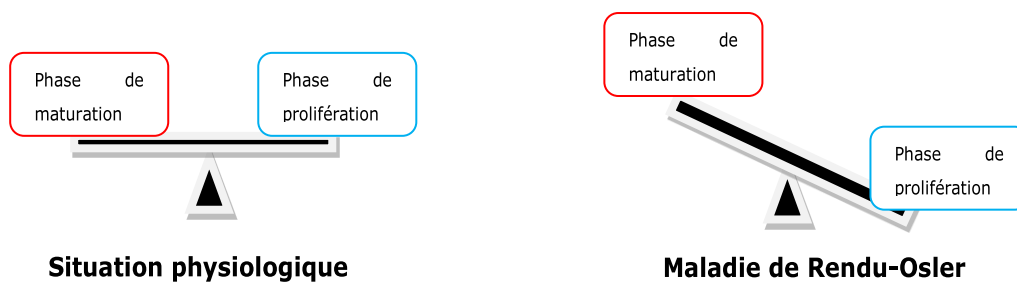 Phase de
maturation
Phase de
prolifération
Situation physiologique
Phase de
maturation
Phase de
prolifération
Maladie de Rendu-Osler